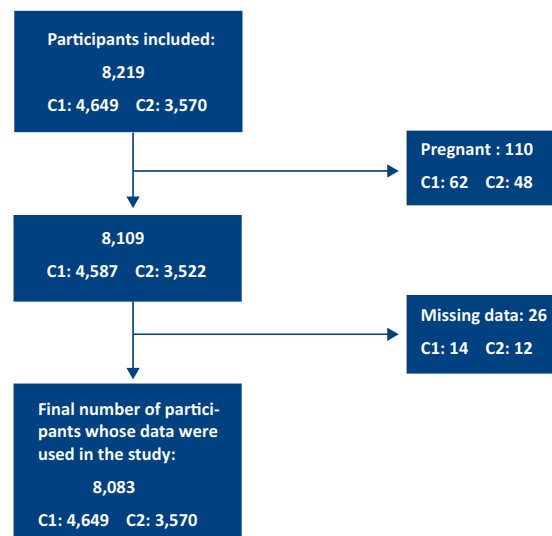 Participants included:
8,219
C1: 4,649 C2: 3,570
Pregnant : 110
C1: 62 C2: 48
8,109
C1: 4,587 C2: 3,522
Missing data: 26
C1: 14 C2: 12
Final number of partici-
pants whose data were
used in the study:
8,083
C1: 4,649 C2: 3,570